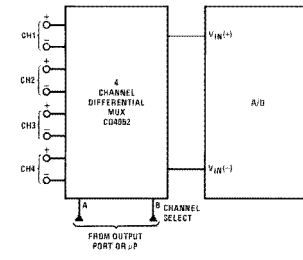 CH1
CH2
CH3
CH4
+
−
+
−
+
−
+
−
4
CHANNEL
DIFFERENTIAL
MUX
CD4052
VIN(+)
VIN(−)
A/D
A
B
CHANNEL
SELECT
FROM OUTPUT
PORT OR µP